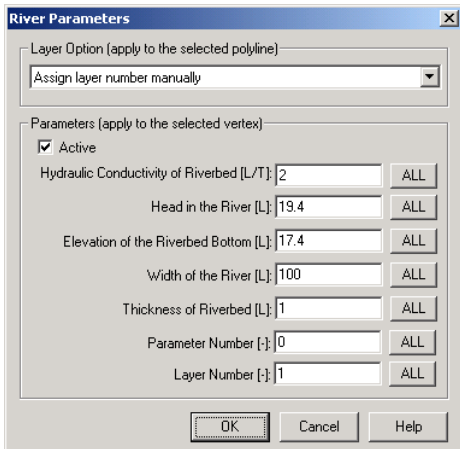 River Parameters
Layer Option (apply to the selected polyline)
Assign layer number manually
Parameters (apply to the selected vertex)
Active
Hydraulic Conductivity of Riverbed [L/T]: 2 ALL
Head in the River [L]: 19.4 ALL
Elevation of the Riverbed Bottom [L]: 17.4 ALL
Width of the River [L]: 100 ALL
Thickness of Riverbed [L]: 1 ALL
Parameter Number [-]: 0 ALL
Layer Number [-]: 1 ALL
OK Cancel Help